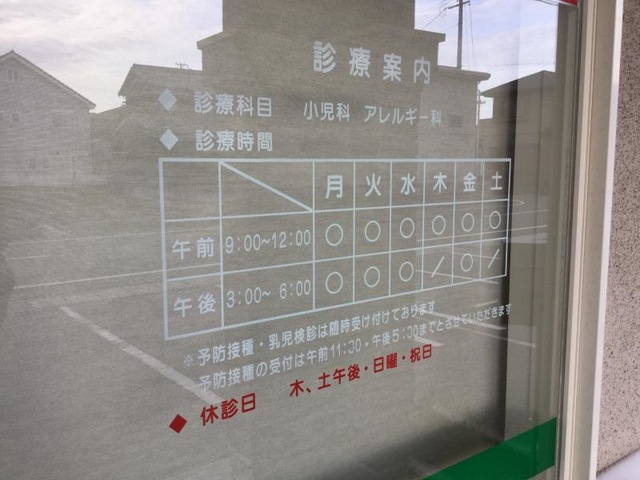 診療案内
◆ 診療科目 小児科 アレルギー科
◆ 診療時間
月 火 水 木 金 土
午前 9:00~12:00 ○ ○ ○ ○ ○ ○
午後 3:00~ 6:00 ○ ○ ○ / ○ /
※予防接種・乳児検診は随時受け付けております
予防接種の受付は午前11:30・午後5:30までとさせていただきます
◆ 休診日 木、土午後・日曜・祝日